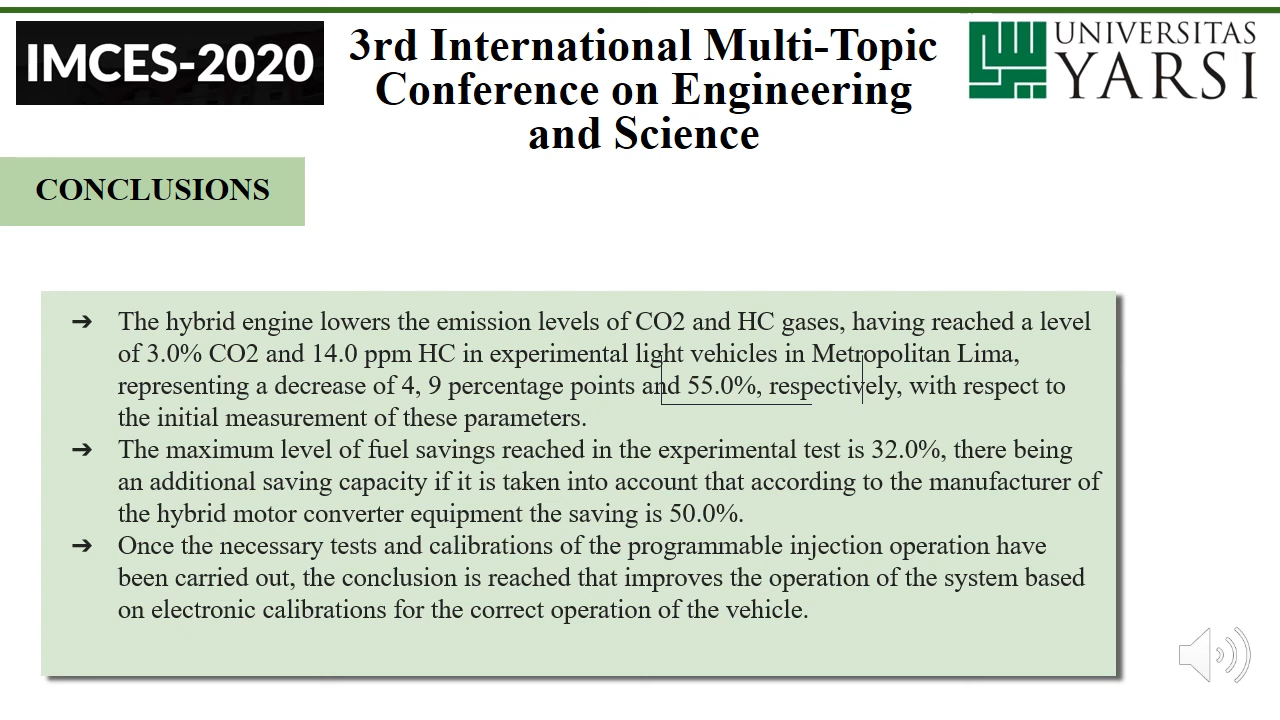 IMCES-2020
3rd International Multi-Topic
Conference on Engineering
and Science
UNIVERSITAS
YARSI
CONCLUSIONS
➔ The hybrid engine lowers the emission levels of CO2 and HC gases, having reached a level
of 3.0% CO2 and 14.0 ppm HC in experimental light vehicles in Metropolitan Lima,
representing a decrease of 4, 9 percentage points and 55.0%, respectively, with respect to
the initial measurement of these parameters.
➔ The maximum level of fuel savings reached in the experimental test is 32.0%, there being
an additional saving capacity if it is taken into account that according to the manufacturer of
the hybrid motor converter equipment the saving is 50.0%.
➔ Once the necessary tests and calibrations of the programmable injection operation have
been carried out, the conclusion is reached that improves the operation of the system based
on electronic calibrations for the correct operation of the vehicle.